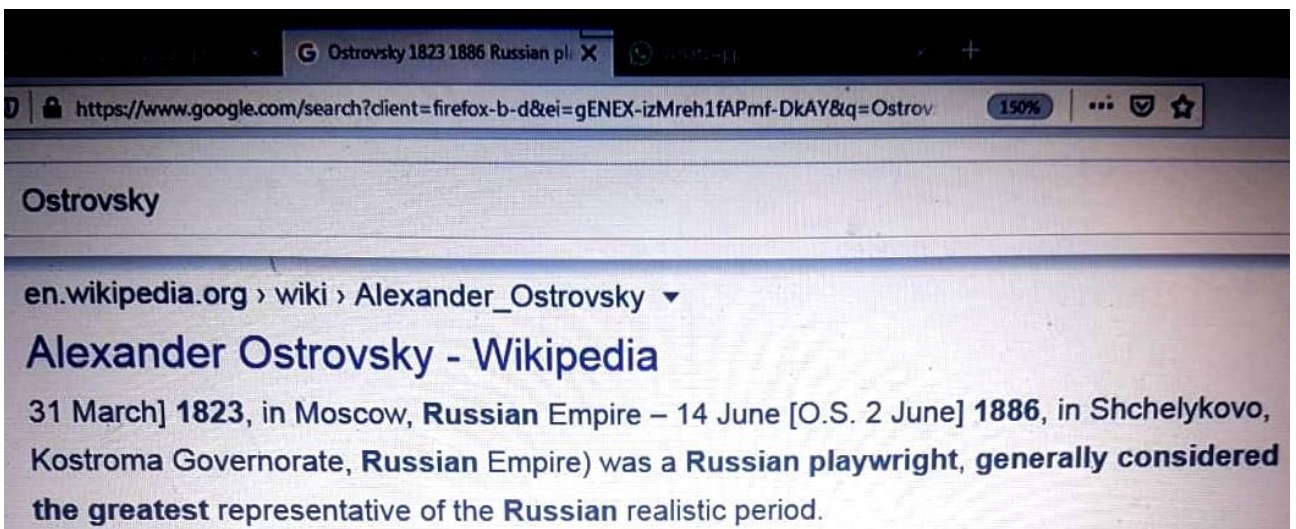 Ostrovsky 1823 1886 Russian pl
https://www.google.com/search?client=firefox-b-d&ei=gENEX-izMreh1fAPmf-DkAY&q=Ostrov
150%
Ostrovsky
en.wikipedia.org › wiki › Alexander_Ostrovsky
Alexander Ostrovsky - Wikipedia
31 March] 1823, in Moscow, Russian Empire – 14 June [O.S. 2 June] 1886, in Shchelykovo,
Kostroma Governorate, Russian Empire) was a Russian playwright, generally considered
the greatest representative of the Russian realistic period.